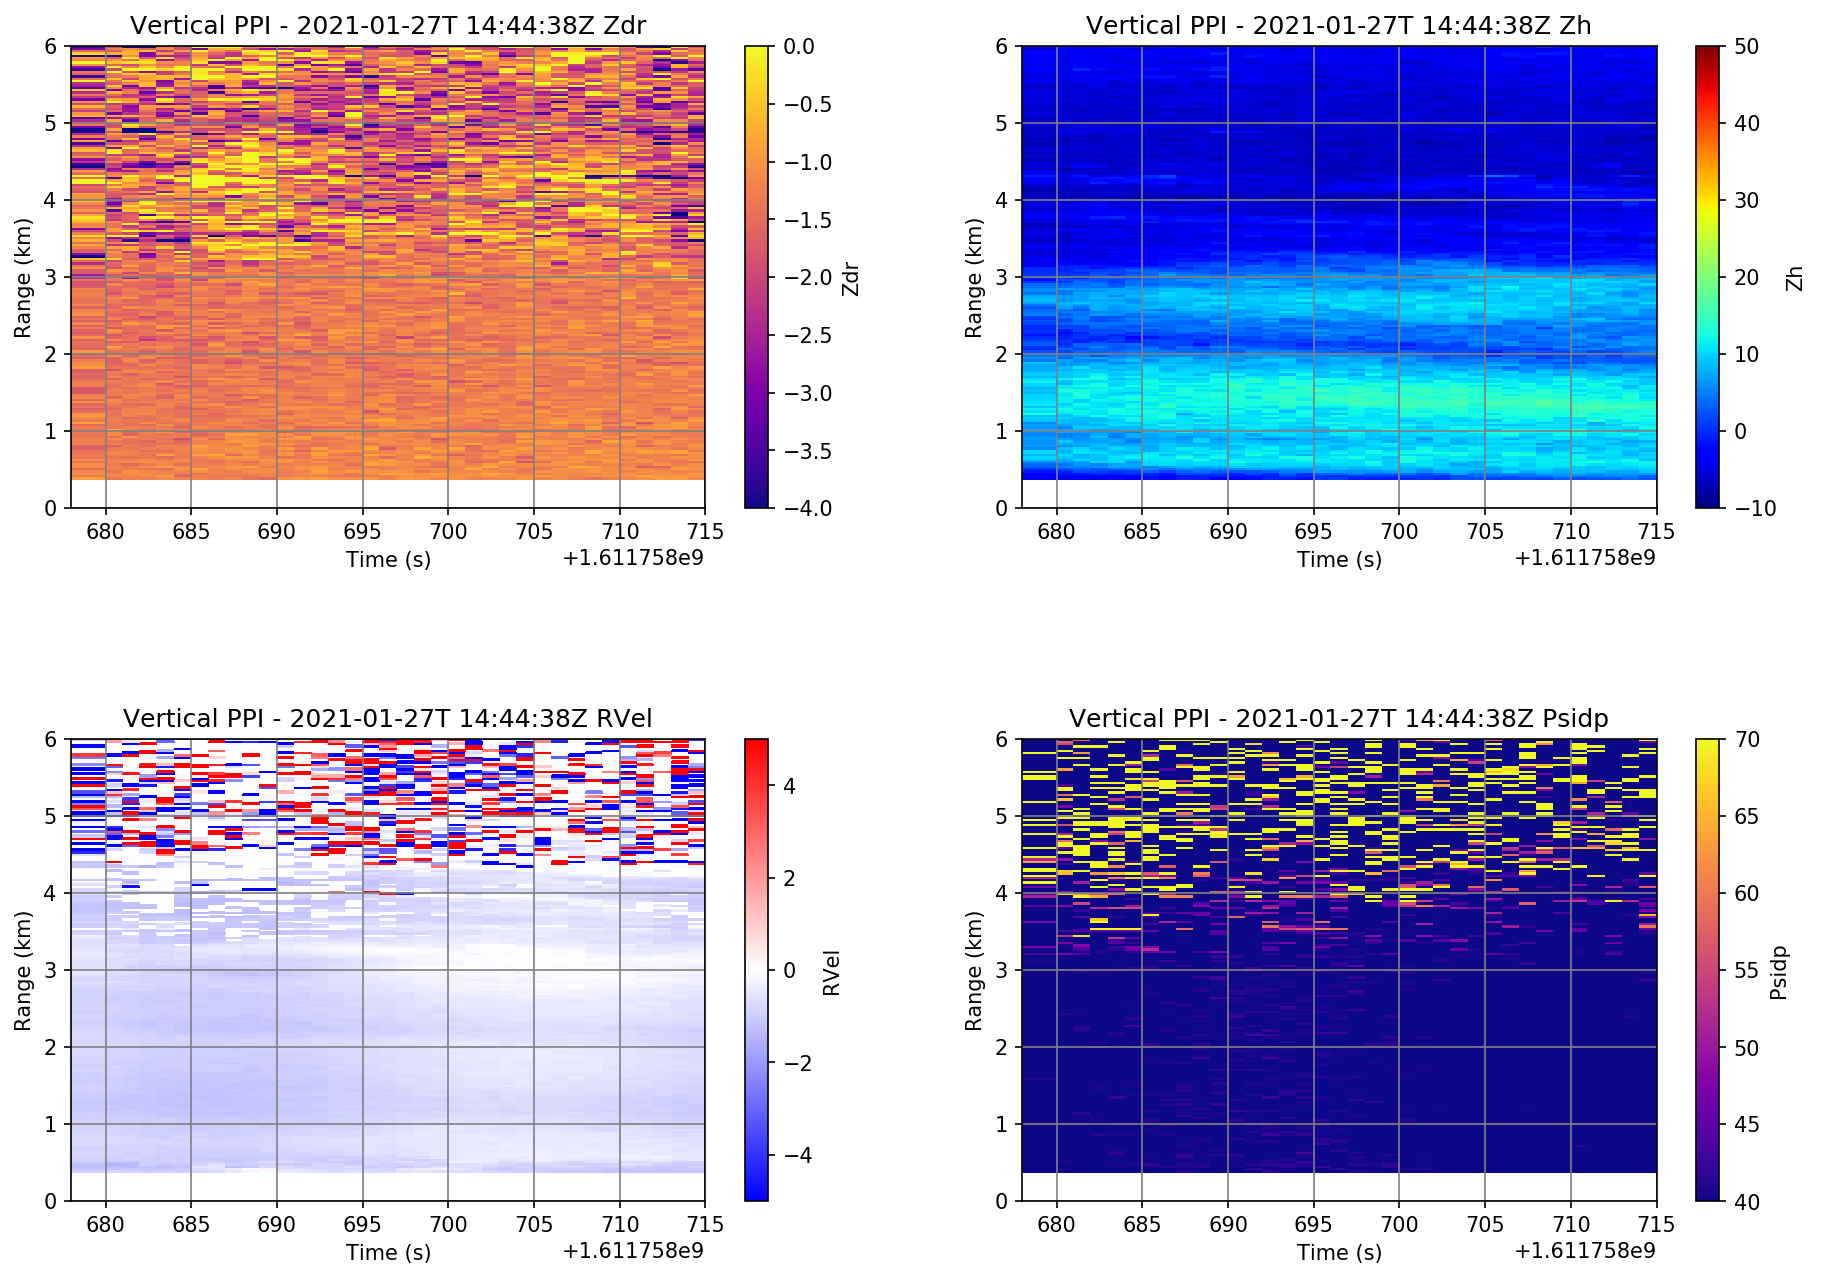 Vertical PPI - 2021-01-27T 14:44:38Z Zdr
6
5
4
3
2
1
0
Range (km)
680 685 690 695 700 705 710 715
Time (s)
+1.611758e9
0.0
−0.5
−1.0
−1.5
−2.0
−2.5
−3.0
−3.5
−4.0
Zdr
Vertical PPI - 2021-01-27T 14:44:38Z Zh
6
5
4
3
2
1
0
Range (km)
680 685 690 695 700 705 710 715
Time (s)
+1.611758e9
50
40
30
20
10
0
−10
Zh
Vertical PPI - 2021-01-27T 14:44:38Z RVel
6
5
4
3
2
1
0
Range (km)
680 685 690 695 700 705 710 715
Time (s)
+1.611758e9
4
2
0
−2
−4
RVel
Vertical PPI - 2021-01-27T 14:44:38Z Psidp
6
5
4
3
2
1
0
Range (km)
680 685 690 695 700 705 710 715
Time (s)
+1.611758e9
70
65
60
55
50
45
40
Psidp